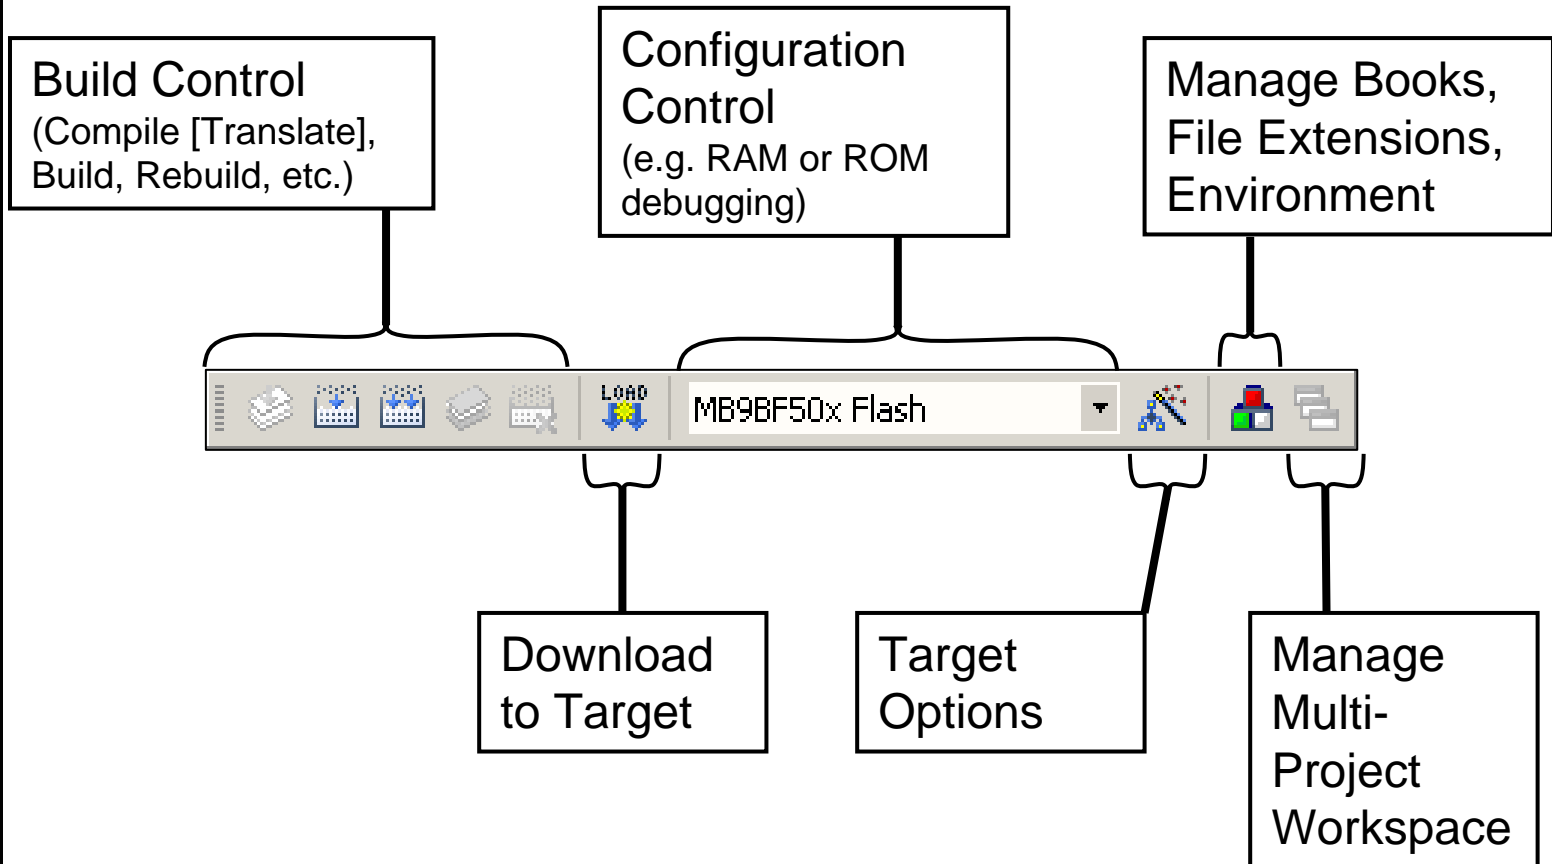 Build Control
(Compile [Translate],
Build, Rebuild, etc.)
Configuration
Control
(e.g. RAM or ROM
debugging)
Manage Books,
File Extensions,
Environment
LOAD
MB9BF50x Flash
Download
to Target
Target
Options
Manage
Multi-
Project
Workspace